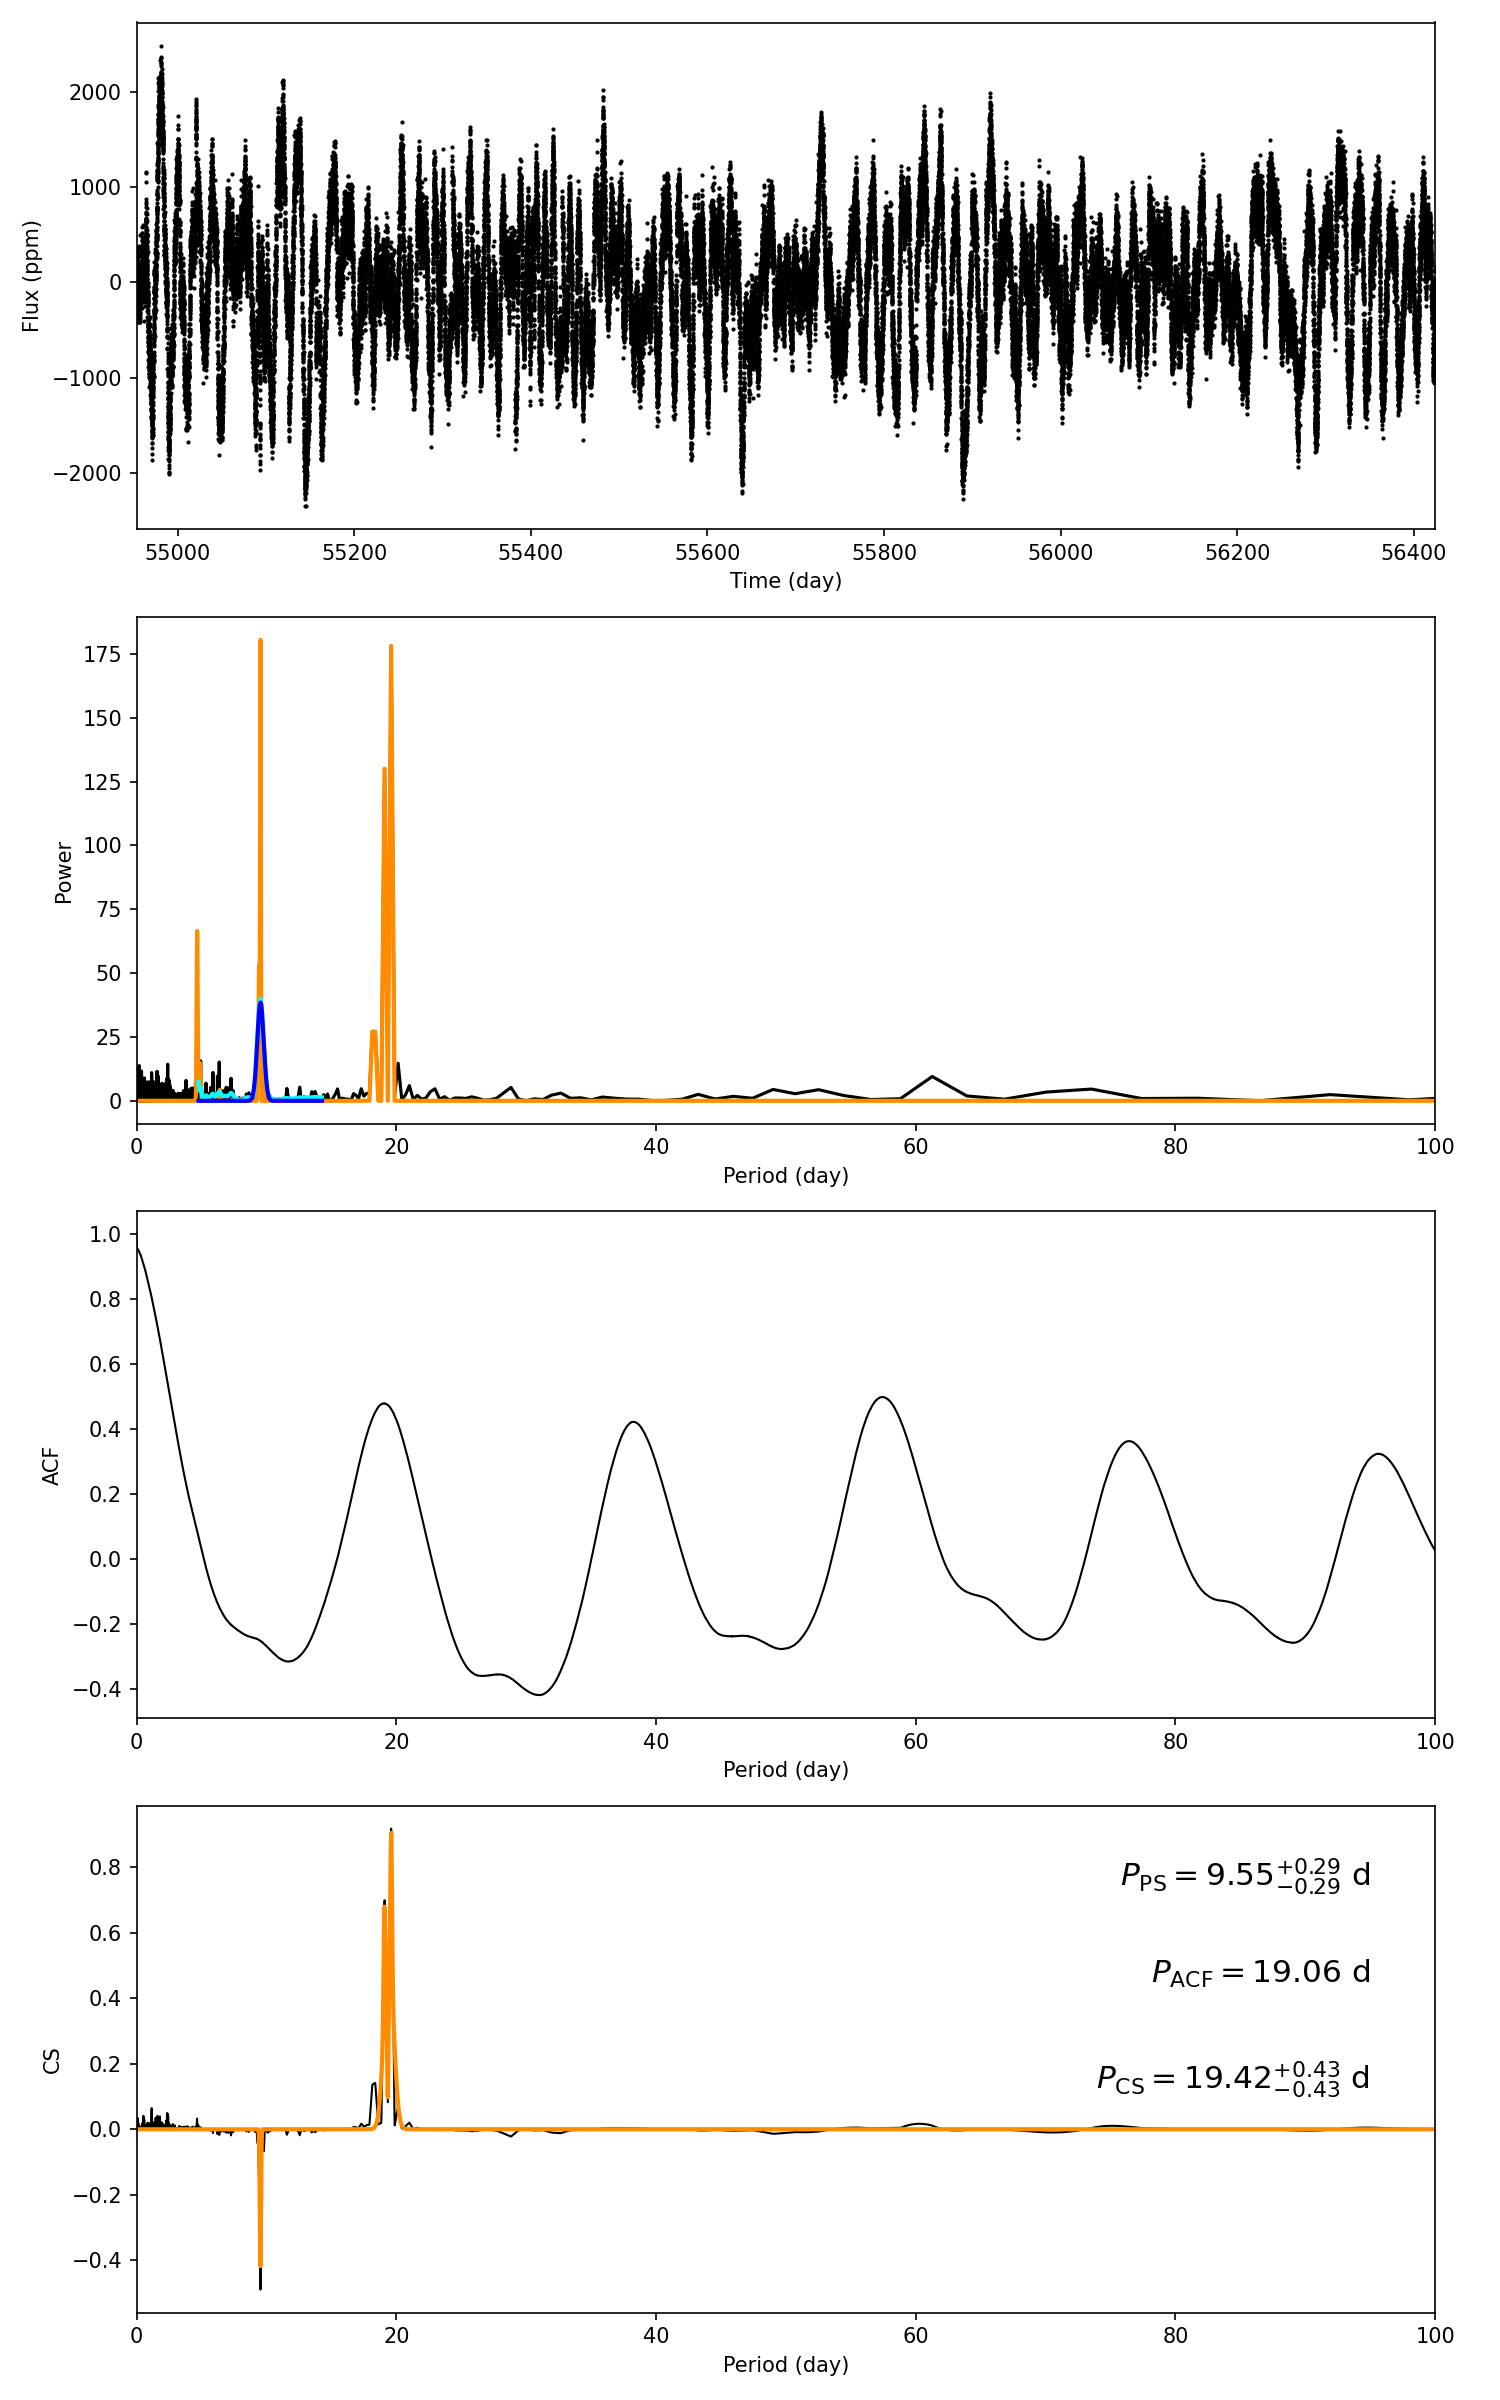 2000
1000
0
−1000
−2000
Flux (ppm)
55000 55200 55400 55600 55800 56000 56200 56400
Time (day)
175
150
125
100
75
50
25
0
Power
0 20 40 60 80 100
Period (day)
1.0
0.8
0.6
0.4
0.2
0.0
−0.2
−0.4
ACF
0 20 40 60 80 100
Period (day)
0.8
0.6
0.4
0.2
0.0
−0.2
−0.4
CS
P_PS = 9.55^{+0.29}_{−0.29} d
P_ACF = 19.06 d
P_CS = 19.42^{+0.43}_{−0.43} d
0 20 40 60 80 100
Period (day)